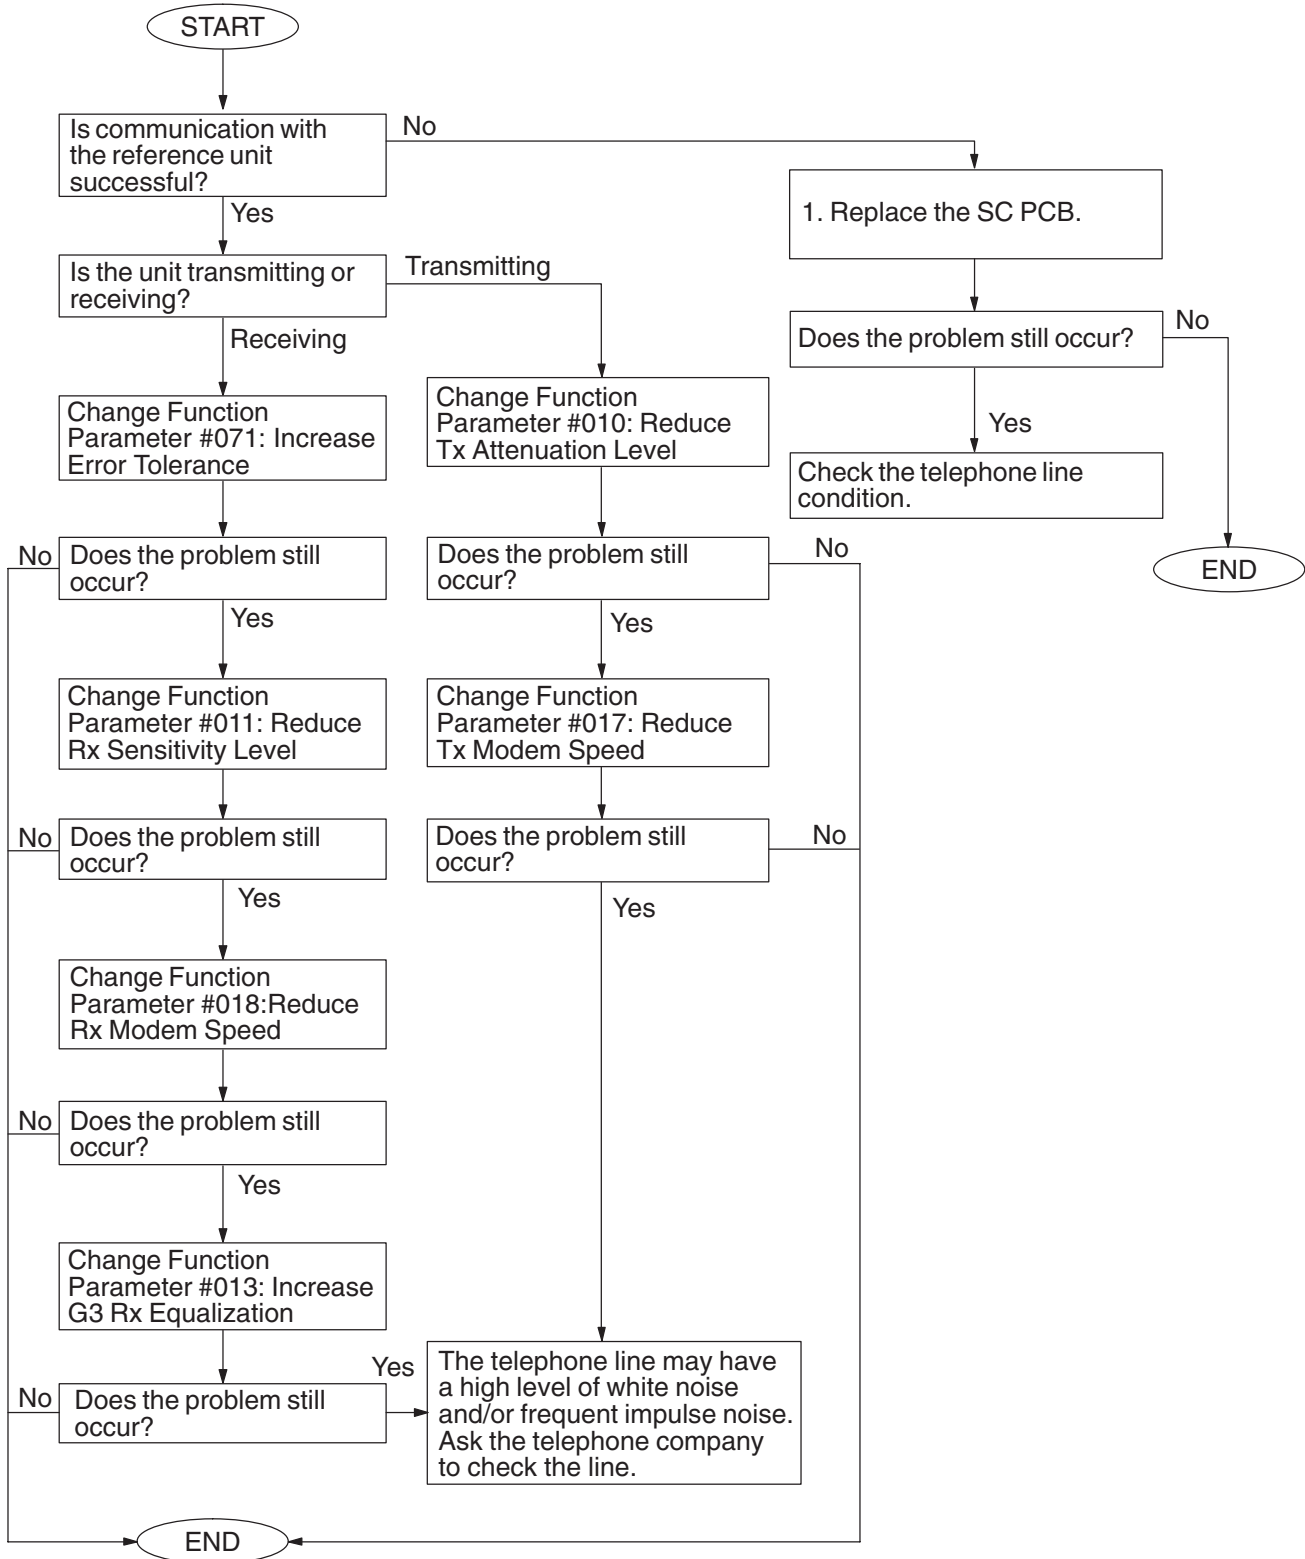 START
Is communication with
the reference unit
successful?
No
Yes
1. Replace the SC PCB.
Is the unit transmitting or
receiving?
Transmitting
Receiving
Does the problem still occur?
No
Yes
Check the telephone line
condition.
END
Change Function
Parameter #071: Increase
Error Tolerance
Change Function
Parameter #010: Reduce
Tx Attenuation Level
No
Does the problem still
occur?
Yes
Does the problem still
occur?
No
Yes
Change Function
Parameter #011: Reduce
Rx Sensitivity Level
Change Function
Parameter #017: Reduce
Tx Modem Speed
No
Does the problem still
occur?
Yes
Does the problem still
occur?
No
Yes
Change Function
Parameter #018:Reduce
Rx Modem Speed
No
Does the problem still
occur?
Yes
Change Function
Parameter #013: Increase
G3 Rx Equalization
No
Does the problem still
occur?
Yes
The telephone line may have
a high level of white noise
and/or frequent impulse noise.
Ask the telephone company
to check the line.
END